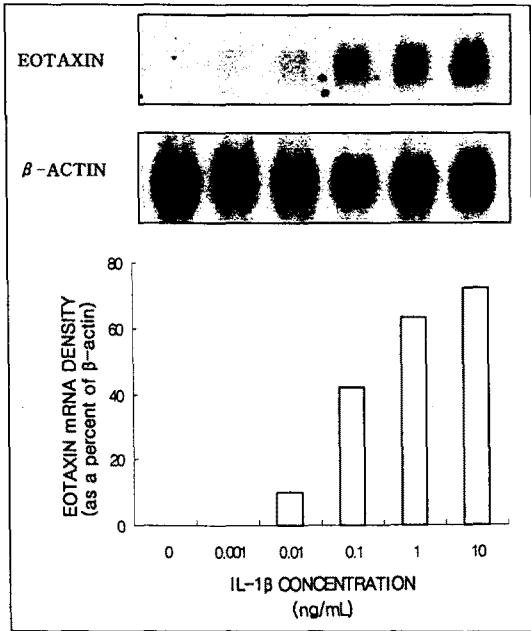 EOTAXIN
β-ACTIN
EOTAXIN mRNA DENSITY
(as a percent of β-actin)
80
60
40
20
0
0 0.001 0.01 0.1 1 10
IL-1β CONCENTRATION
(ng/mL)